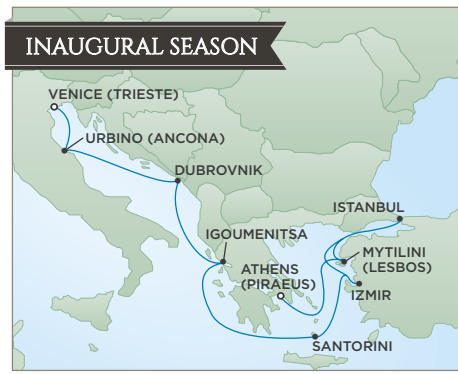 INAUGURAL SEASON
VENICE (TRIESTE)
URBINO (ANCONA)
DUBROVNIK
ISTANBUL
IGOUMENITSA
MYTILINI
(LESBOS)
ATHENS
(PIRAEUS)
IZMIR
SANTORINI